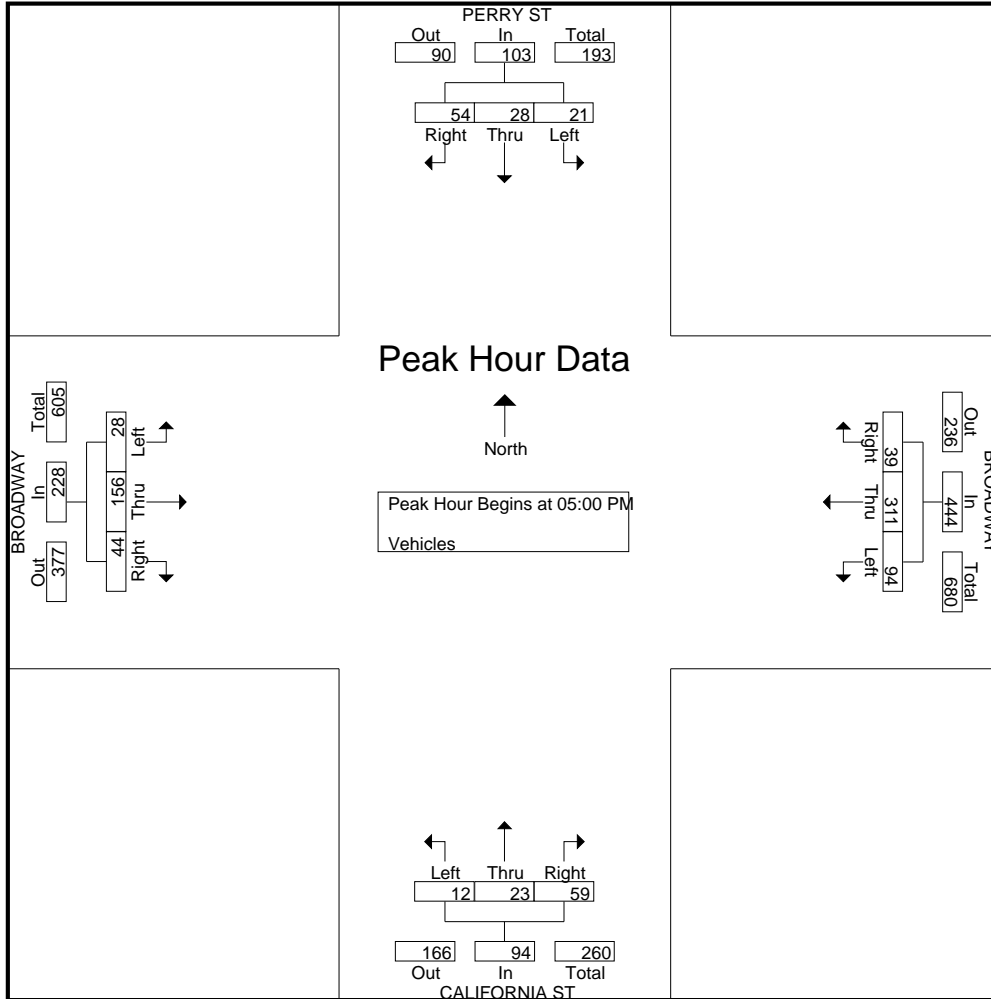 PERRY ST
Out In Total
90 103 193
54 28 21
Right Thru Left
Peak Hour Data
North
Peak Hour Begins at 05:00 PM
Vehicles
BROADWAY
Total In Out
605 228 377
28 156 44
Left Thru Right
BROADWAY
Out In Total
236 444 680
39 311 94
Right Thru Left
Left Thru Right
12 23 59
166 94 260
Out In Total
CALIFORNIA ST